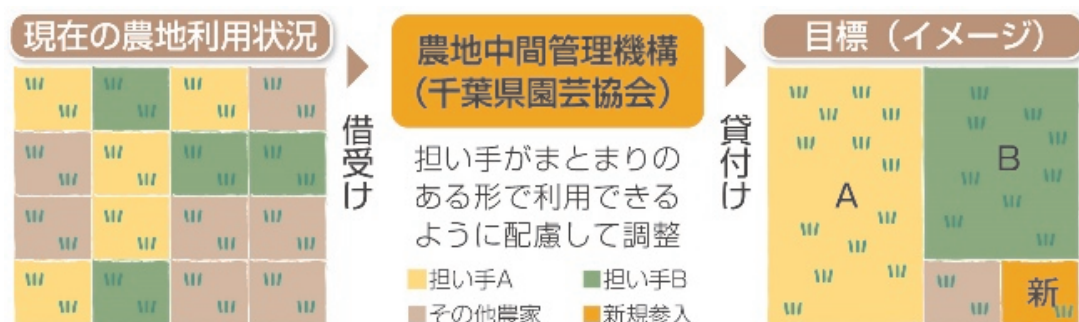 現在の農地利用状況
借受け
農地中間管理機構
(千葉県園芸協会)
担い手がまとまりの
ある形で利用できる
ように配慮して調整
担い手A
担い手B
その他農家
新規参入
貸付け
目標（イメージ）
A
B
新